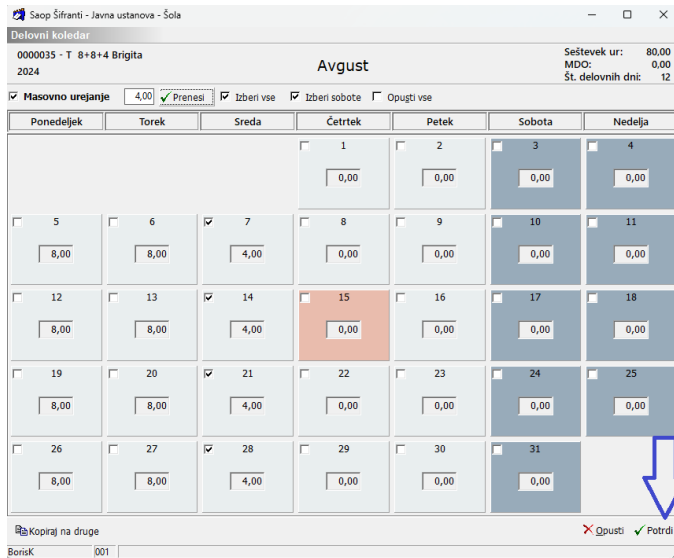 Saop Šifranti - Javna ustanova - Šola
Delovni koledar
0000035 - T 8+8+4 Brigita
2024
Avgust
Seštevek ur: 80,00
MDO: 0,00
Št. delovnih dni: 12
Masovno urejanje 4,00 Prenesi Izberi vse Izberi sobote Opusti vse
Ponedeljek Torek Sreda Četrtek Petek Sobota Nedelja
1 2 3 4
0,00 0,00 0,00 0,00
5 6 7 8 9 10 11
8,00 8,00 4,00 0,00 0,00 0,00 0,00
12 13 14 15 16 17 18
8,00 8,00 4,00 0,00 0,00 0,00 0,00
19 20 21 22 23 24 25
8,00 8,00 4,00 0,00 0,00 0,00 0,00
26 27 28 29 30 31
8,00 8,00 4,00 0,00 0,00 0,00
Kopiraj na druge Opusti Potrdi
BorisK 001